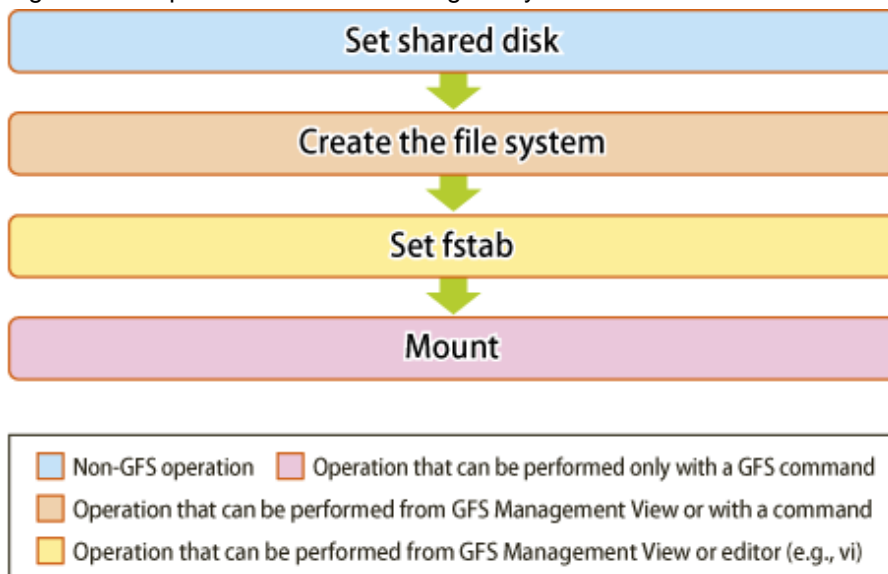 Set shared disk
Create the file system
Set fstab
Mount
Non-GFS operation Operation that can be performed only with a GFS command
Operation that can be performed from GFS Management View or with a command
Operation that can be performed from GFS Management View or editor (e.g., vi)